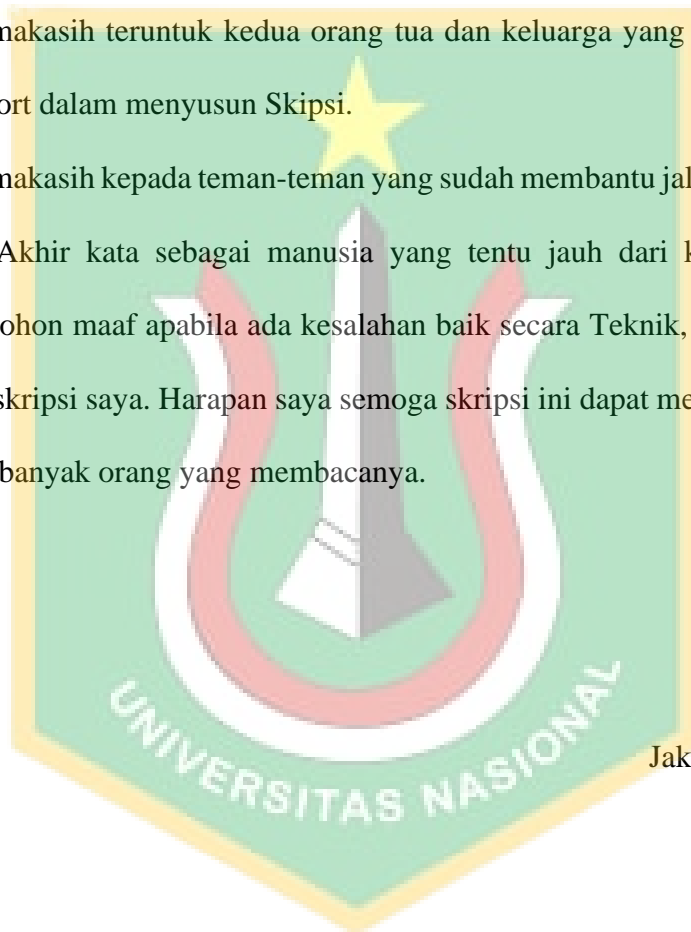 makasih teruntuk kedua orang tua dan keluarga yang
ort dalam menyusun Skipsi.
makasih kepada teman-teman yang sudah membantu jal
Akhir kata sebagai manusia yang tentu jauh dari k
ohon maaf apabila ada kesalahan baik secara Teknik,
skripsi saya. Harapan saya semoga skripsi ini dapat me
banyak orang yang membacanya.
Jak
UNIVERSITAS NASIONAL